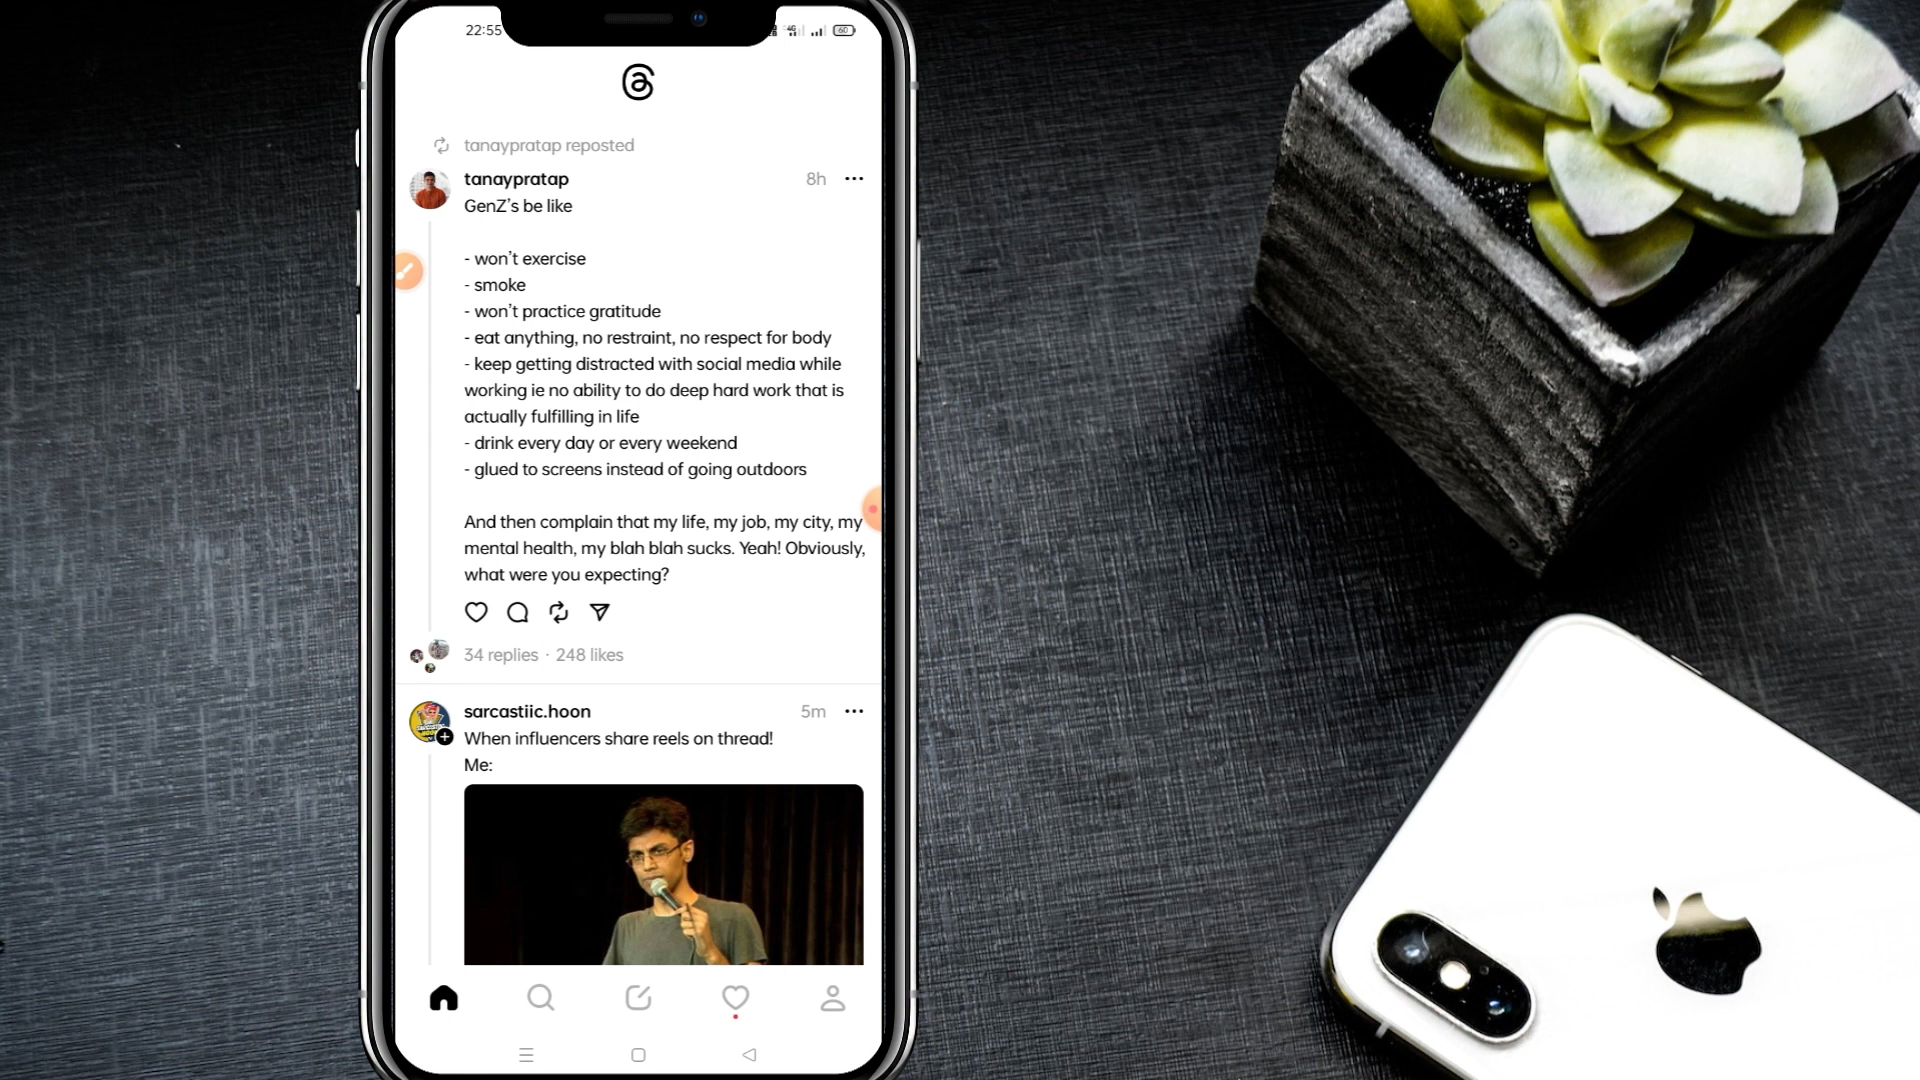 22:55
4G
60
tanaypratap reposted
tanaypratap 8h
GenZ's be like
- won't exercise
- smoke
- won't practice gratitude
- eat anything, no restraint, no respect for body
- keep getting distracted with social media while
working ie no ability to do deep hard work that is
actually fulfilling in life
- drink every day or every weekend
- glued to screens instead of going outdoors
And then complain that my life, my job, my city, my
mental health, my blah blah sucks. Yeah! Obviously,
what were you expecting?
34 replies · 248 likes
sarcastiic.hoon 5m
When influencers share reels on thread!
Me: